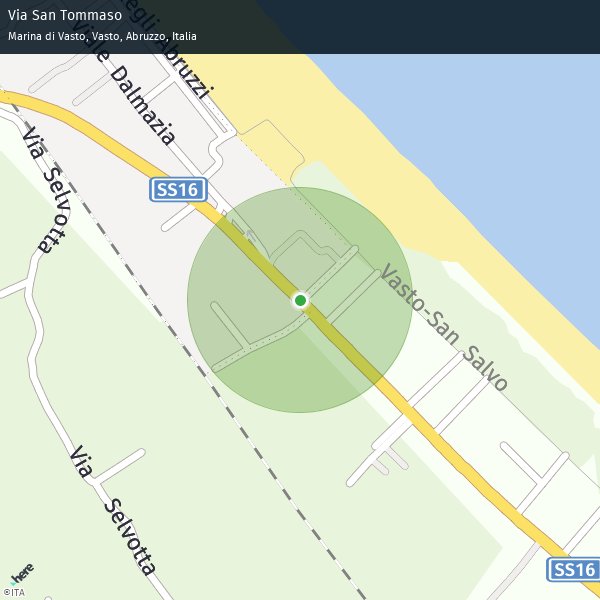 Via San Tommaso
Marina di Vasto, Vasto, Abruzzo, Italia
egli Abruzzi
Viale Dalmazia
Via Selvotta
SS16
Vasto-San Salvo
Via Selvotta
SS16
here
©ITA